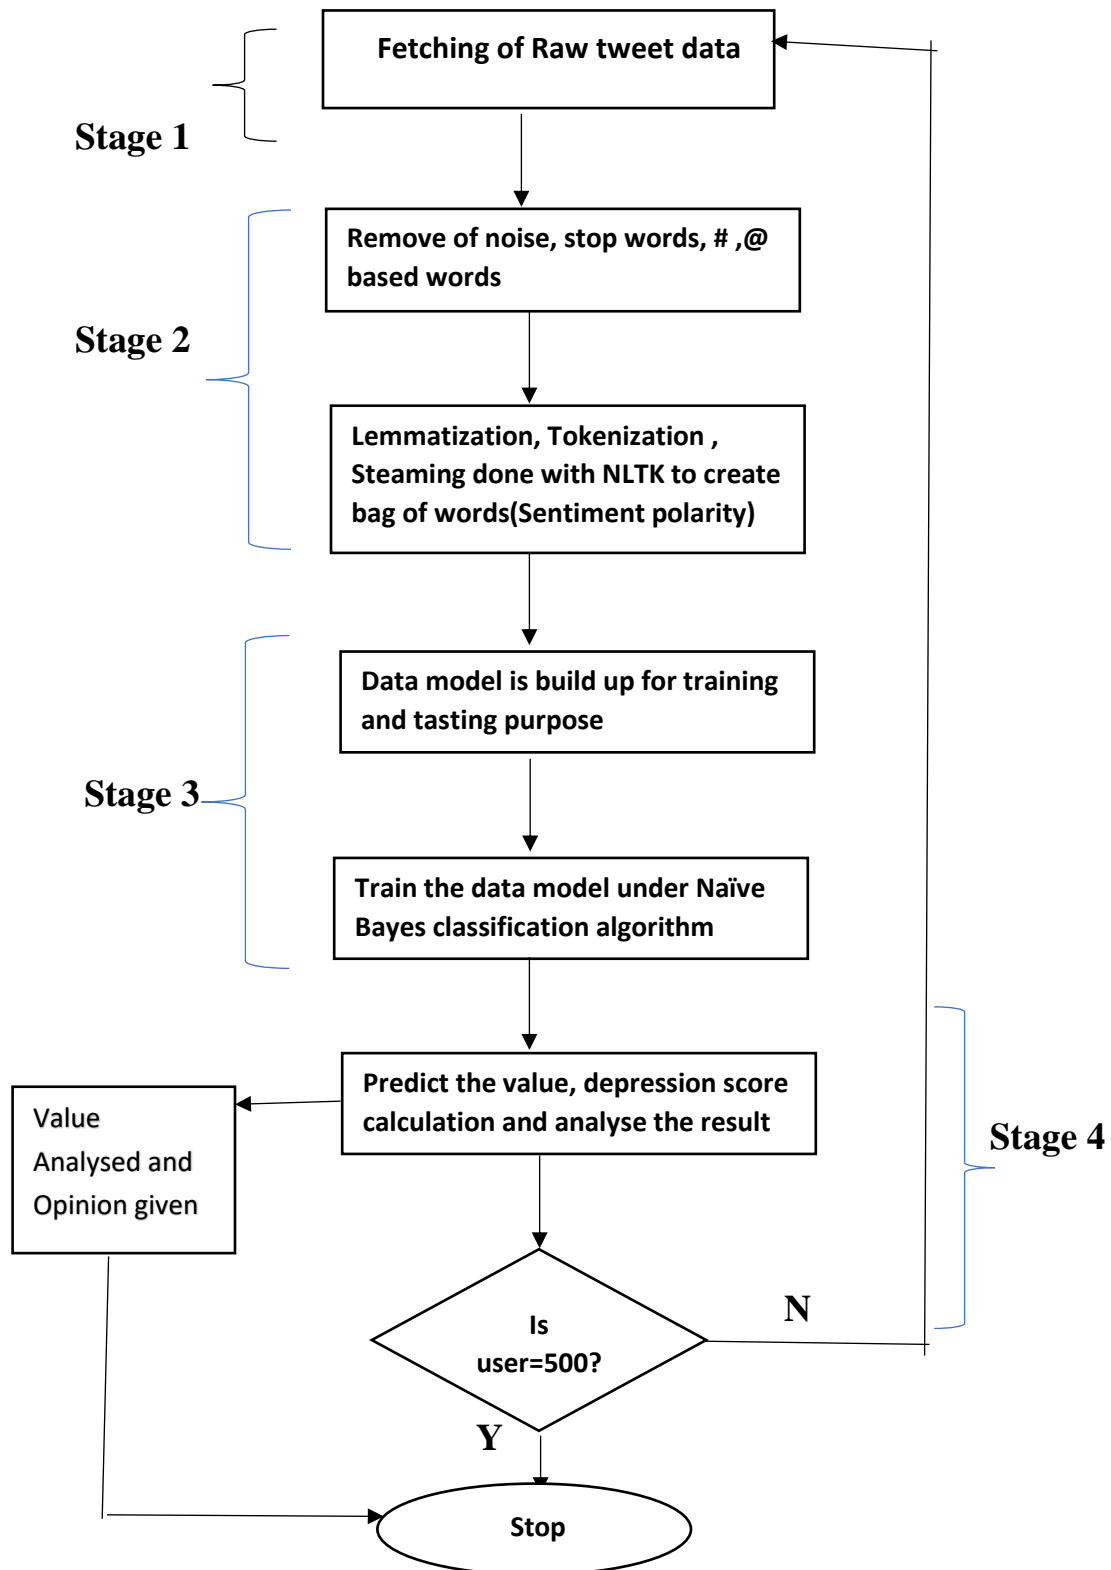 Fetching of Raw tweet data
Stage 1
Remove of noise, stop words, # ,@
based words
Stage 2
Lemmatization, Tokenization ,
Steaming done with NLTK to create
bag of words(Sentiment polarity)
Data model is build up for training
and tasting purpose
Stage 3
Train the data model under Naïve
Bayes classification algorithm
Predict the value, depression score
calculation and analyse the result
Value
Analysed and
Opinion given
Stage 4
Is
user=500?
N
Y
Stop